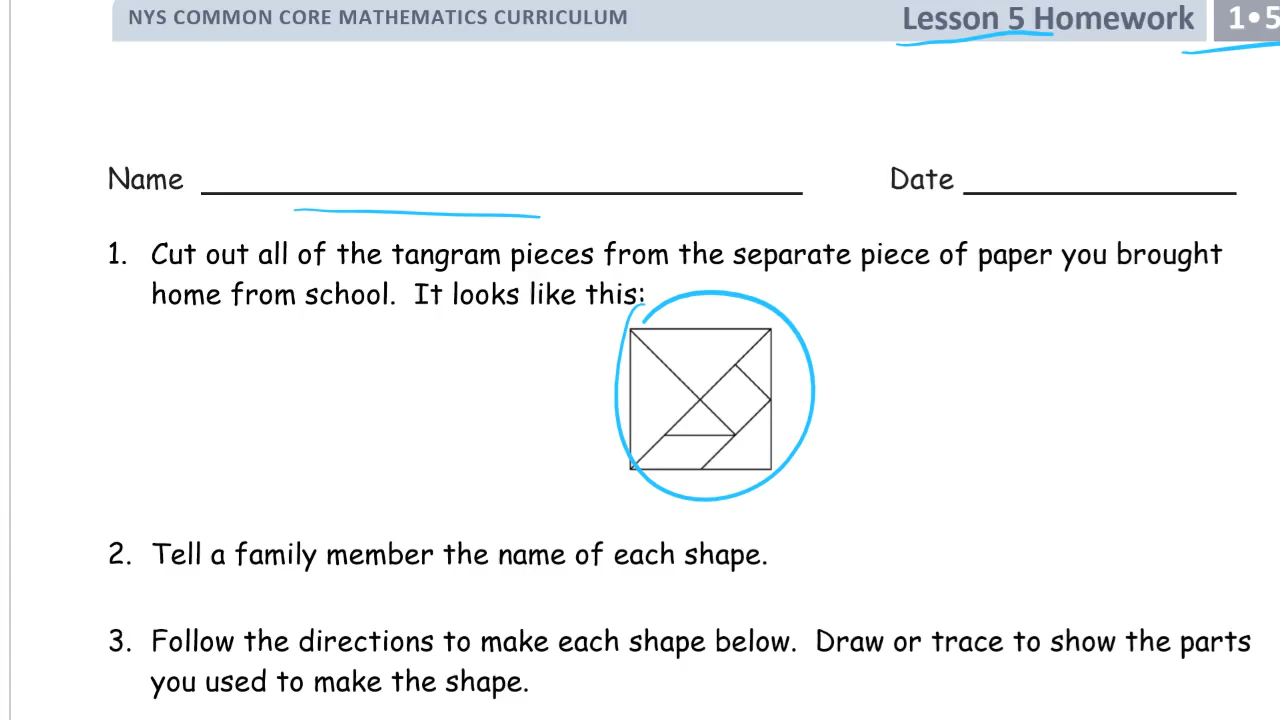 NYS COMMON CORE MATHEMATICS CURRICULUM Lesson 5 Homework 1•5
Name Date
1. Cut out all of the tangram pieces from the separate piece of paper you brought
home from school. It looks like this:
2. Tell a family member the name of each shape.
3. Follow the directions to make each shape below. Draw or trace to show the parts
you used to make the shape.